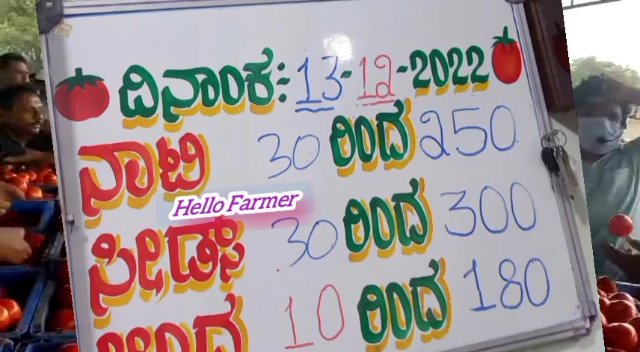 ದಿನಾಂಕ:- 13-12-2022
ನಾಟಿ 30 ರಿಂದ 250
Hello Farmer
ಸೀಡ್ಸ್ 30 ರಿಂದ 300
10 ರಿಂದ 180